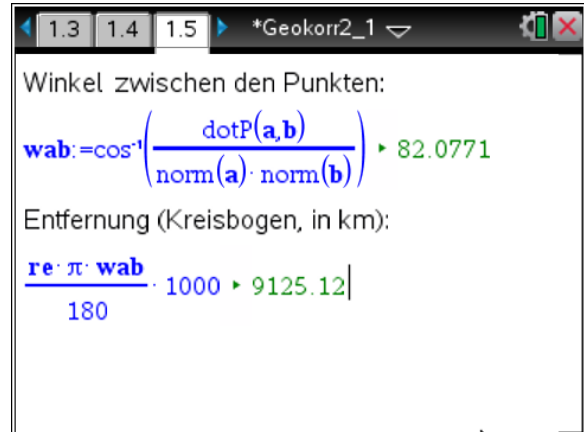 1.3 1.4 1.5 *Geokorr2_1
Winkel zwischen den Punkten:
wab:=cos⁻¹(dotP(a,b)/(norm(a)·norm(b))) ▸ 82.0771
Entfernung (Kreisbogen, in km):
re·π·wab/180 · 1000 ▸ 9125.12